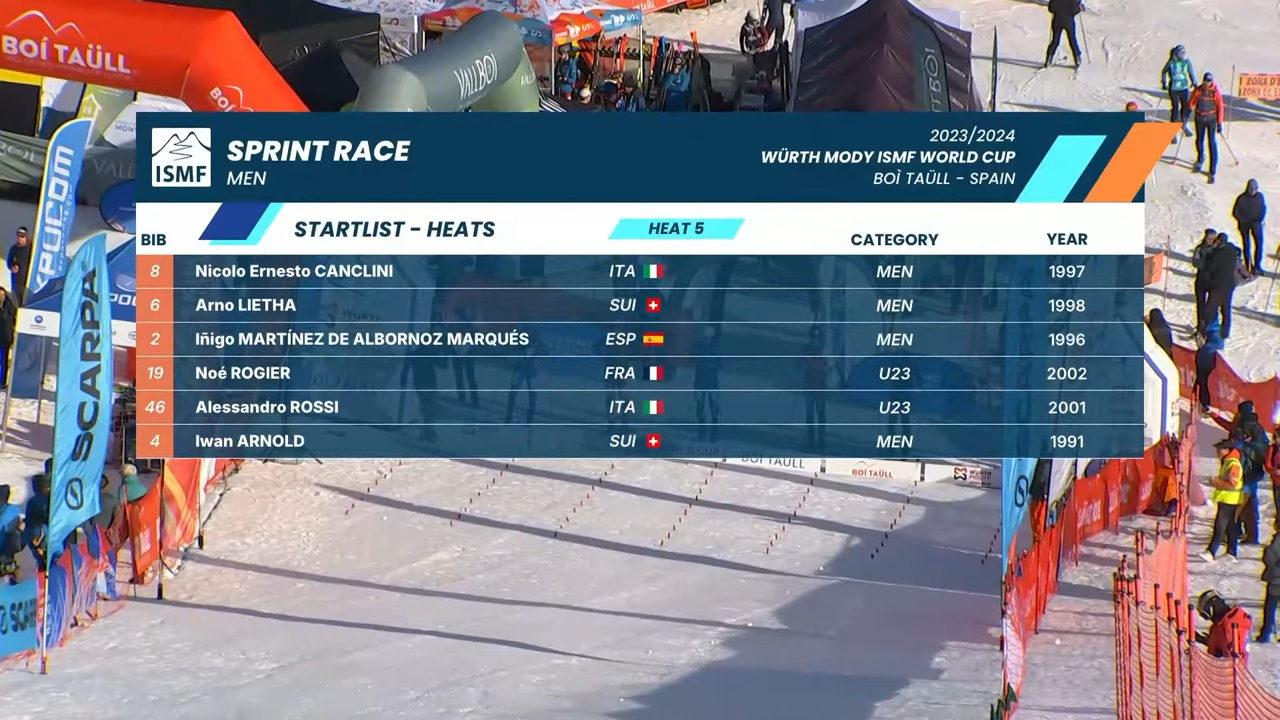 BOÍ TAÜLL
VALLBOÍ
BOÍ
ISMF
SPRINT RACE
MEN
2023/2024
WÜRTH MODY ISMF WORLD CUP
BOÌ TAÜLL - SPAIN
STARTLIST - HEATS
HEAT 5
BIB
CATEGORY
YEAR
8 Nicolo Ernesto CANCLINI ITA MEN 1997
6 Arno LIETHA SUI MEN 1998
2 Iñigo MARTÍNEZ DE ALBORNOZ MARQUÉS ESP MEN 1996
19 Noé ROGIER FRA U23 2002
46 Alessandro ROSSI ITA U23 2001
4 Iwan ARNOLD SUI MEN 1991
SCARPA
BOÍ TAÜLL
BOÍ TAÜLL